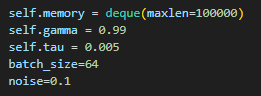 self.memory = deque(maxlen=100000)
self.gamma = 0.99
self.tau = 0.005
batch_size=64
noise=0.1